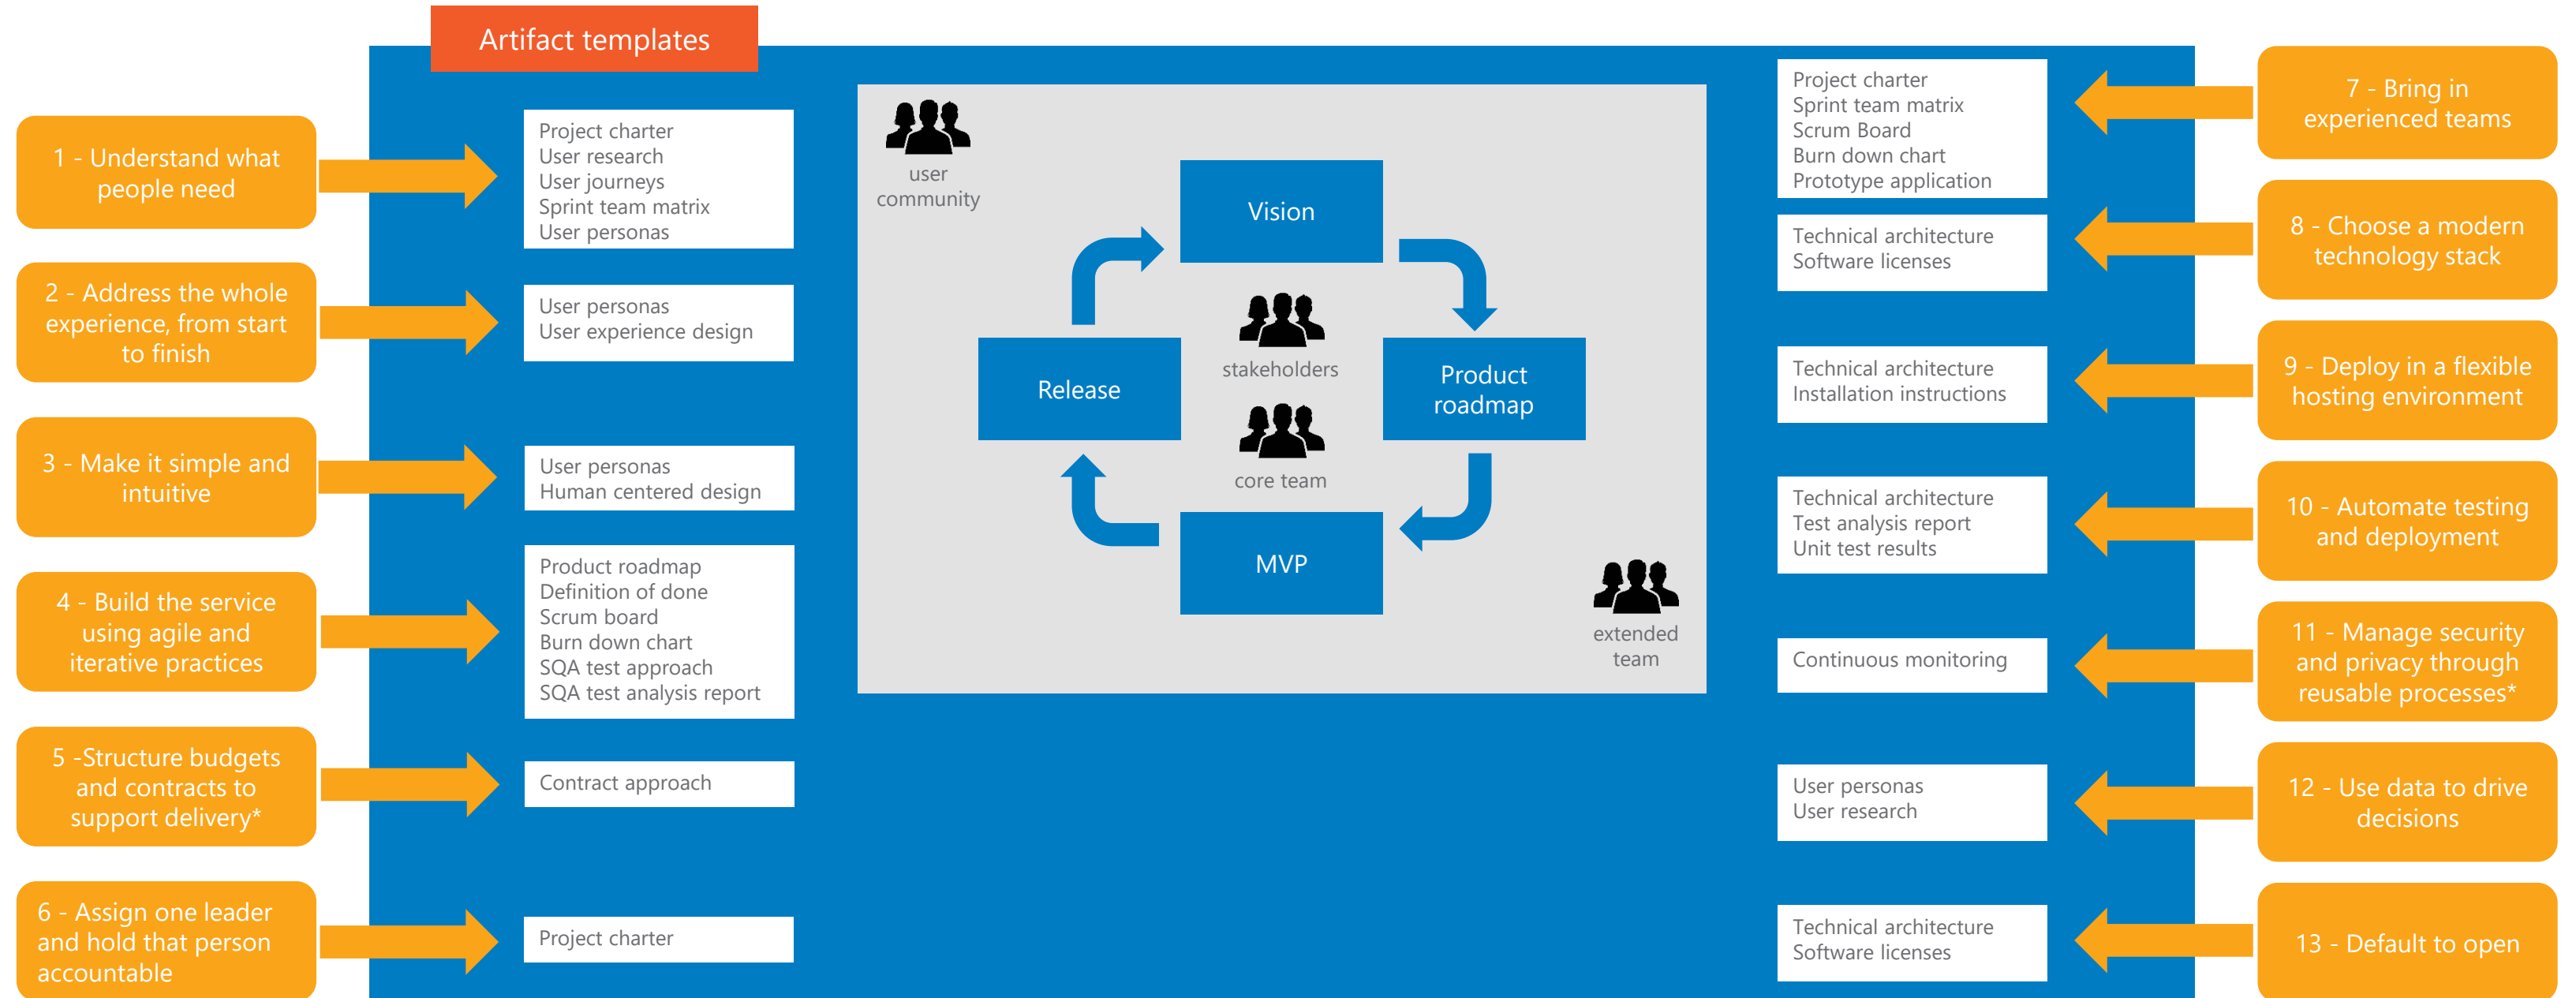 Artifact templates
1 - Understand what
people need
Project charter
User research
User journeys
Sprint team matrix
User personas
2 - Address the whole
experience, from start
to finish
User personas
User experience design
3 - Make it simple and
intuitive
User personas
Human centered design
4 - Build the service
using agile and
iterative practices
Product roadmap
Definition of done
Scrum board
Burn down chart
SQA test approach
SQA test analysis report
5 -Structure budgets
and contracts to
support delivery*
Contract approach
6 - Assign one leader
and hold that person
accountable
Project charter
user
community
Vision
stakeholders
Release
Product
roadmap
core team
MVP
extended
team
Project charter
Sprint team matrix
Scrum Board
Burn down chart
Prototype application
7 - Bring in
experienced teams
Technical architecture
Software licenses
8 - Choose a modern
technology stack
Technical architecture
Installation instructions
9 - Deploy in a flexible
hosting environment
Technical architecture
Test analysis report
Unit test results
10 - Automate testing
and deployment
Continuous monitoring
11 - Manage security
and privacy through
reusable processes*
User personas
User research
12 - Use data to drive
decisions
Technical architecture
Software licenses
13 - Default to open